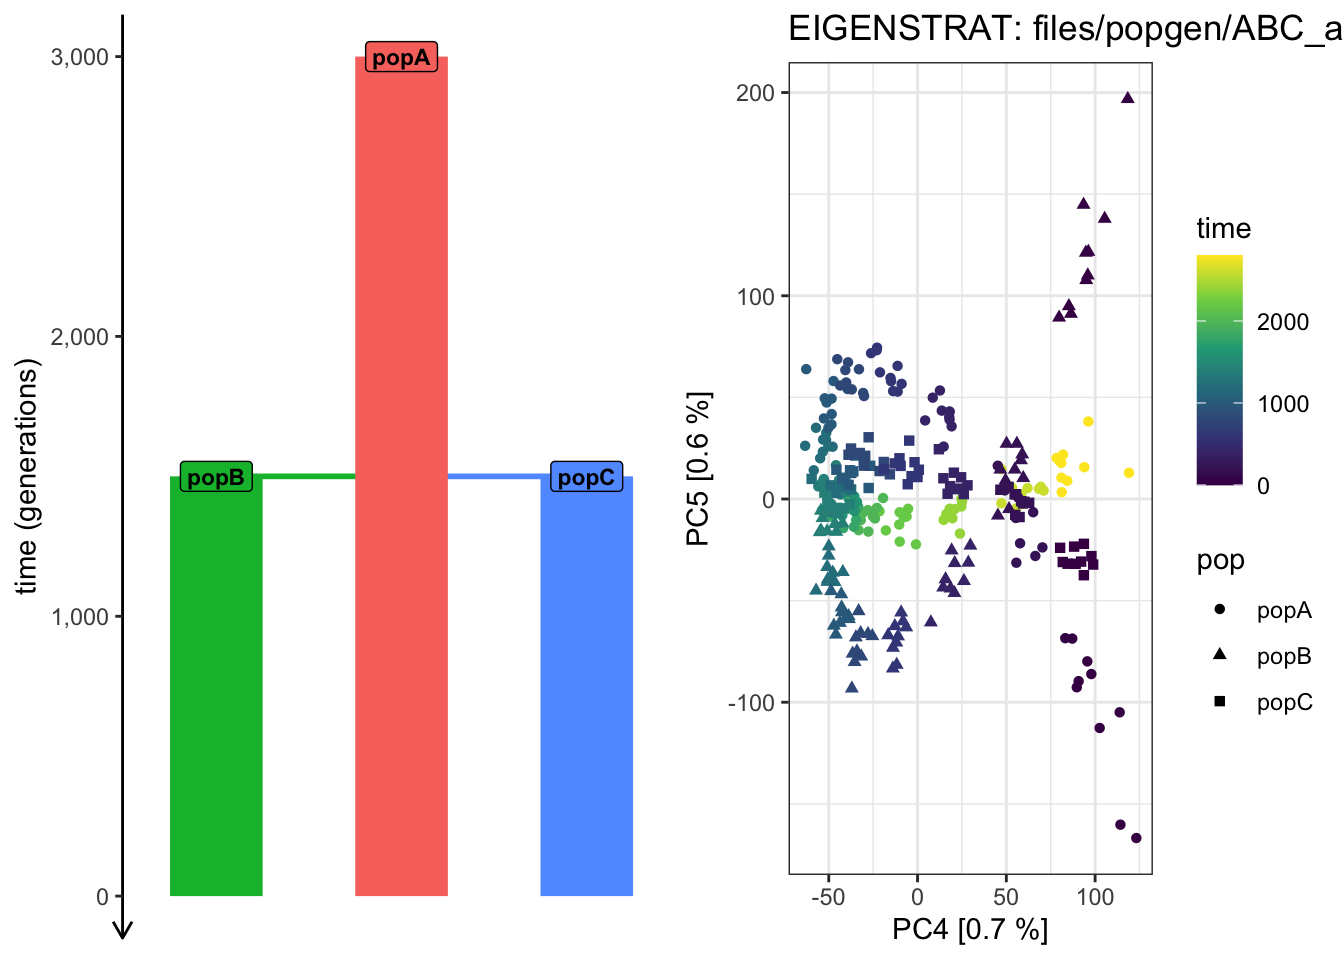 time (generations)
3,000
2,000
1,000
0
popA
popB
popC
EIGENSTRAT: files/popgen/ABC_a
PC5 [0.6 %]
200
100
0
-100
-50
0
50
100
PC4 [0.7 %]
time
2000
1000
0
pop
popA
popB
popC